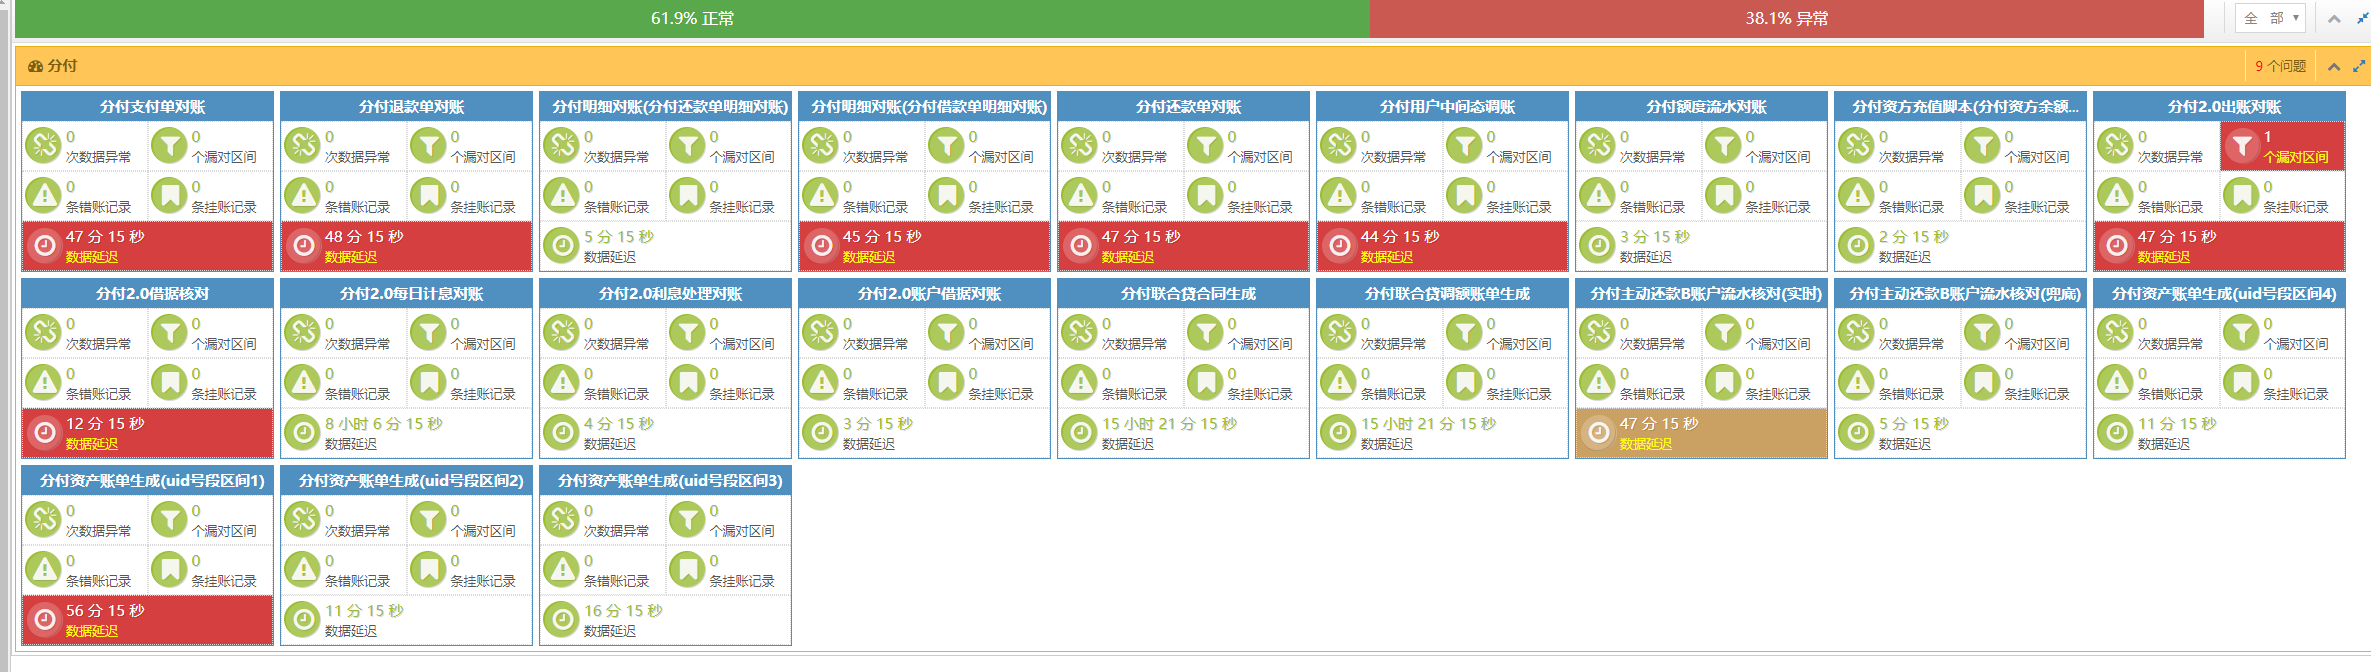 61.9% 正常
38.1% 异常
全 部
分付
9 个问题
分付支付单对账
0
次数据异常
0
个漏对区间
0
条错账记录
0
条挂账记录
47 分 15 秒
数据延迟
分付退款单对账
0
次数据异常
0
个漏对区间
0
条错账记录
0
条挂账记录
48 分 15 秒
数据延迟
分付明细对账(分付还款单明细对账)
0
次数据异常
0
个漏对区间
0
条错账记录
0
条挂账记录
5 分 15 秒
数据延迟
分付明细对账(分付借款单明细对账)
0
次数据异常
0
个漏对区间
0
条错账记录
0
条挂账记录
45 分 15 秒
数据延迟
分付还款单对账
0
次数据异常
0
个漏对区间
0
条错账记录
0
条挂账记录
47 分 15 秒
数据延迟
分付用户中间态调账
0
次数据异常
0
个漏对区间
0
条错账记录
0
条挂账记录
44 分 15 秒
数据延迟
分付额度流水对账
0
次数据异常
0
个漏对区间
0
条错账记录
0
条挂账记录
3 分 15 秒
数据延迟
分付资方充值脚本(分付资方余额...
0
次数据异常
0
个漏对区间
0
条错账记录
0
条挂账记录
2 分 15 秒
数据延迟
分付2.0出账对账
0
次数据异常
1
个漏对区间
0
条错账记录
0
条挂账记录
47 分 15 秒
数据延迟
分付2.0借据核对
0
次数据异常
0
个漏对区间
0
条错账记录
0
条挂账记录
12 分 15 秒
数据延迟
分付2.0每日计息对账
0
次数据异常
0
个漏对区间
0
条错账记录
0
条挂账记录
8 小时 6 分 15 秒
数据延迟
分付2.0利息处理对账
0
次数据异常
0
个漏对区间
0
条错账记录
0
条挂账记录
4 分 15 秒
数据延迟
分付2.0账户借据对账
0
次数据异常
0
个漏对区间
0
条错账记录
0
条挂账记录
3 分 15 秒
数据延迟
分付联合贷合同生成
0
次数据异常
0
个漏对区间
0
条错账记录
0
条挂账记录
15 小时 21 分 15 秒
数据延迟
分付联合贷调额账单生成
0
次数据异常
0
个漏对区间
0
条错账记录
0
条挂账记录
15 小时 21 分 15 秒
数据延迟
分付主动还款B账户流水核对(实时)
0
次数据异常
0
个漏对区间
0
条错账记录
0
条挂账记录
47 分 15 秒
数据延迟
分付主动还款B账户流水核对(兜底)
0
次数据异常
0
个漏对区间
0
条错账记录
0
条挂账记录
5 分 15 秒
数据延迟
分付资产账单生成(uid号段区间4)
0
次数据异常
0
个漏对区间
0
条错账记录
0
条挂账记录
11 分 15 秒
数据延迟
分付资产账单生成(uid号段区间1)
0
次数据异常
0
个漏对区间
0
条错账记录
0
条挂账记录
56 分 15 秒
数据延迟
分付资产账单生成(uid号段区间2)
0
次数据异常
0
个漏对区间
0
条错账记录
0
条挂账记录
11 分 15 秒
数据延迟
分付资产账单生成(uid号段区间3)
0
次数据异常
0
个漏对区间
0
条错账记录
0
条挂账记录
16 分 15 秒
数据延迟